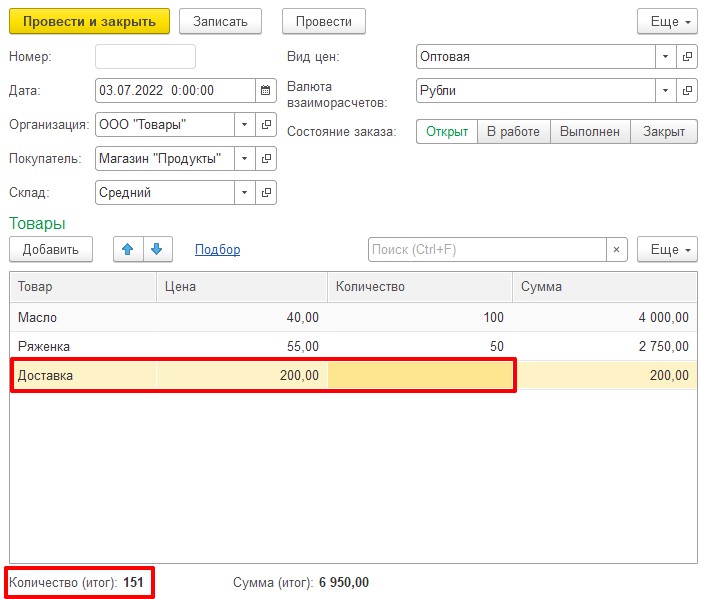 Провести и закрыть Записать Провести Еще
Номер: Вид цен: Оптовая
Дата: 03.07.2022 0:00:00 Валюта взаиморасчетов: Рубли
Организация: ООО "Товары" Состояние заказа: Открыт В работе Выполнен Закрыт
Покупатель: Магазин "Продукты"
Склад: Средний
Товары
Добавить Подбор Поиск (Ctrl+F) × Еще
Товар Цена Количество Сумма
Масло 40,00 100 4 000,00
Ряженка 55,00 50 2 750,00
Доставка 200,00 200,00
Количество (итог): 151 Сумма (итог): 6 950,00